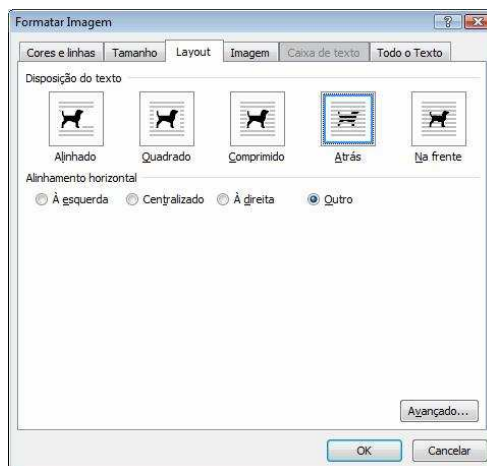 Formatar Imagem
Cores e linhas Tamanho Layout Imagem Caixa de texto Todo o Texto
Disposição do texto
Alinhado Quadrado Comprimido Atrás Na frente
Alinhamento horizontal
À esquerda Centralizado À direita Outro
Avançado...
OK Cancelar